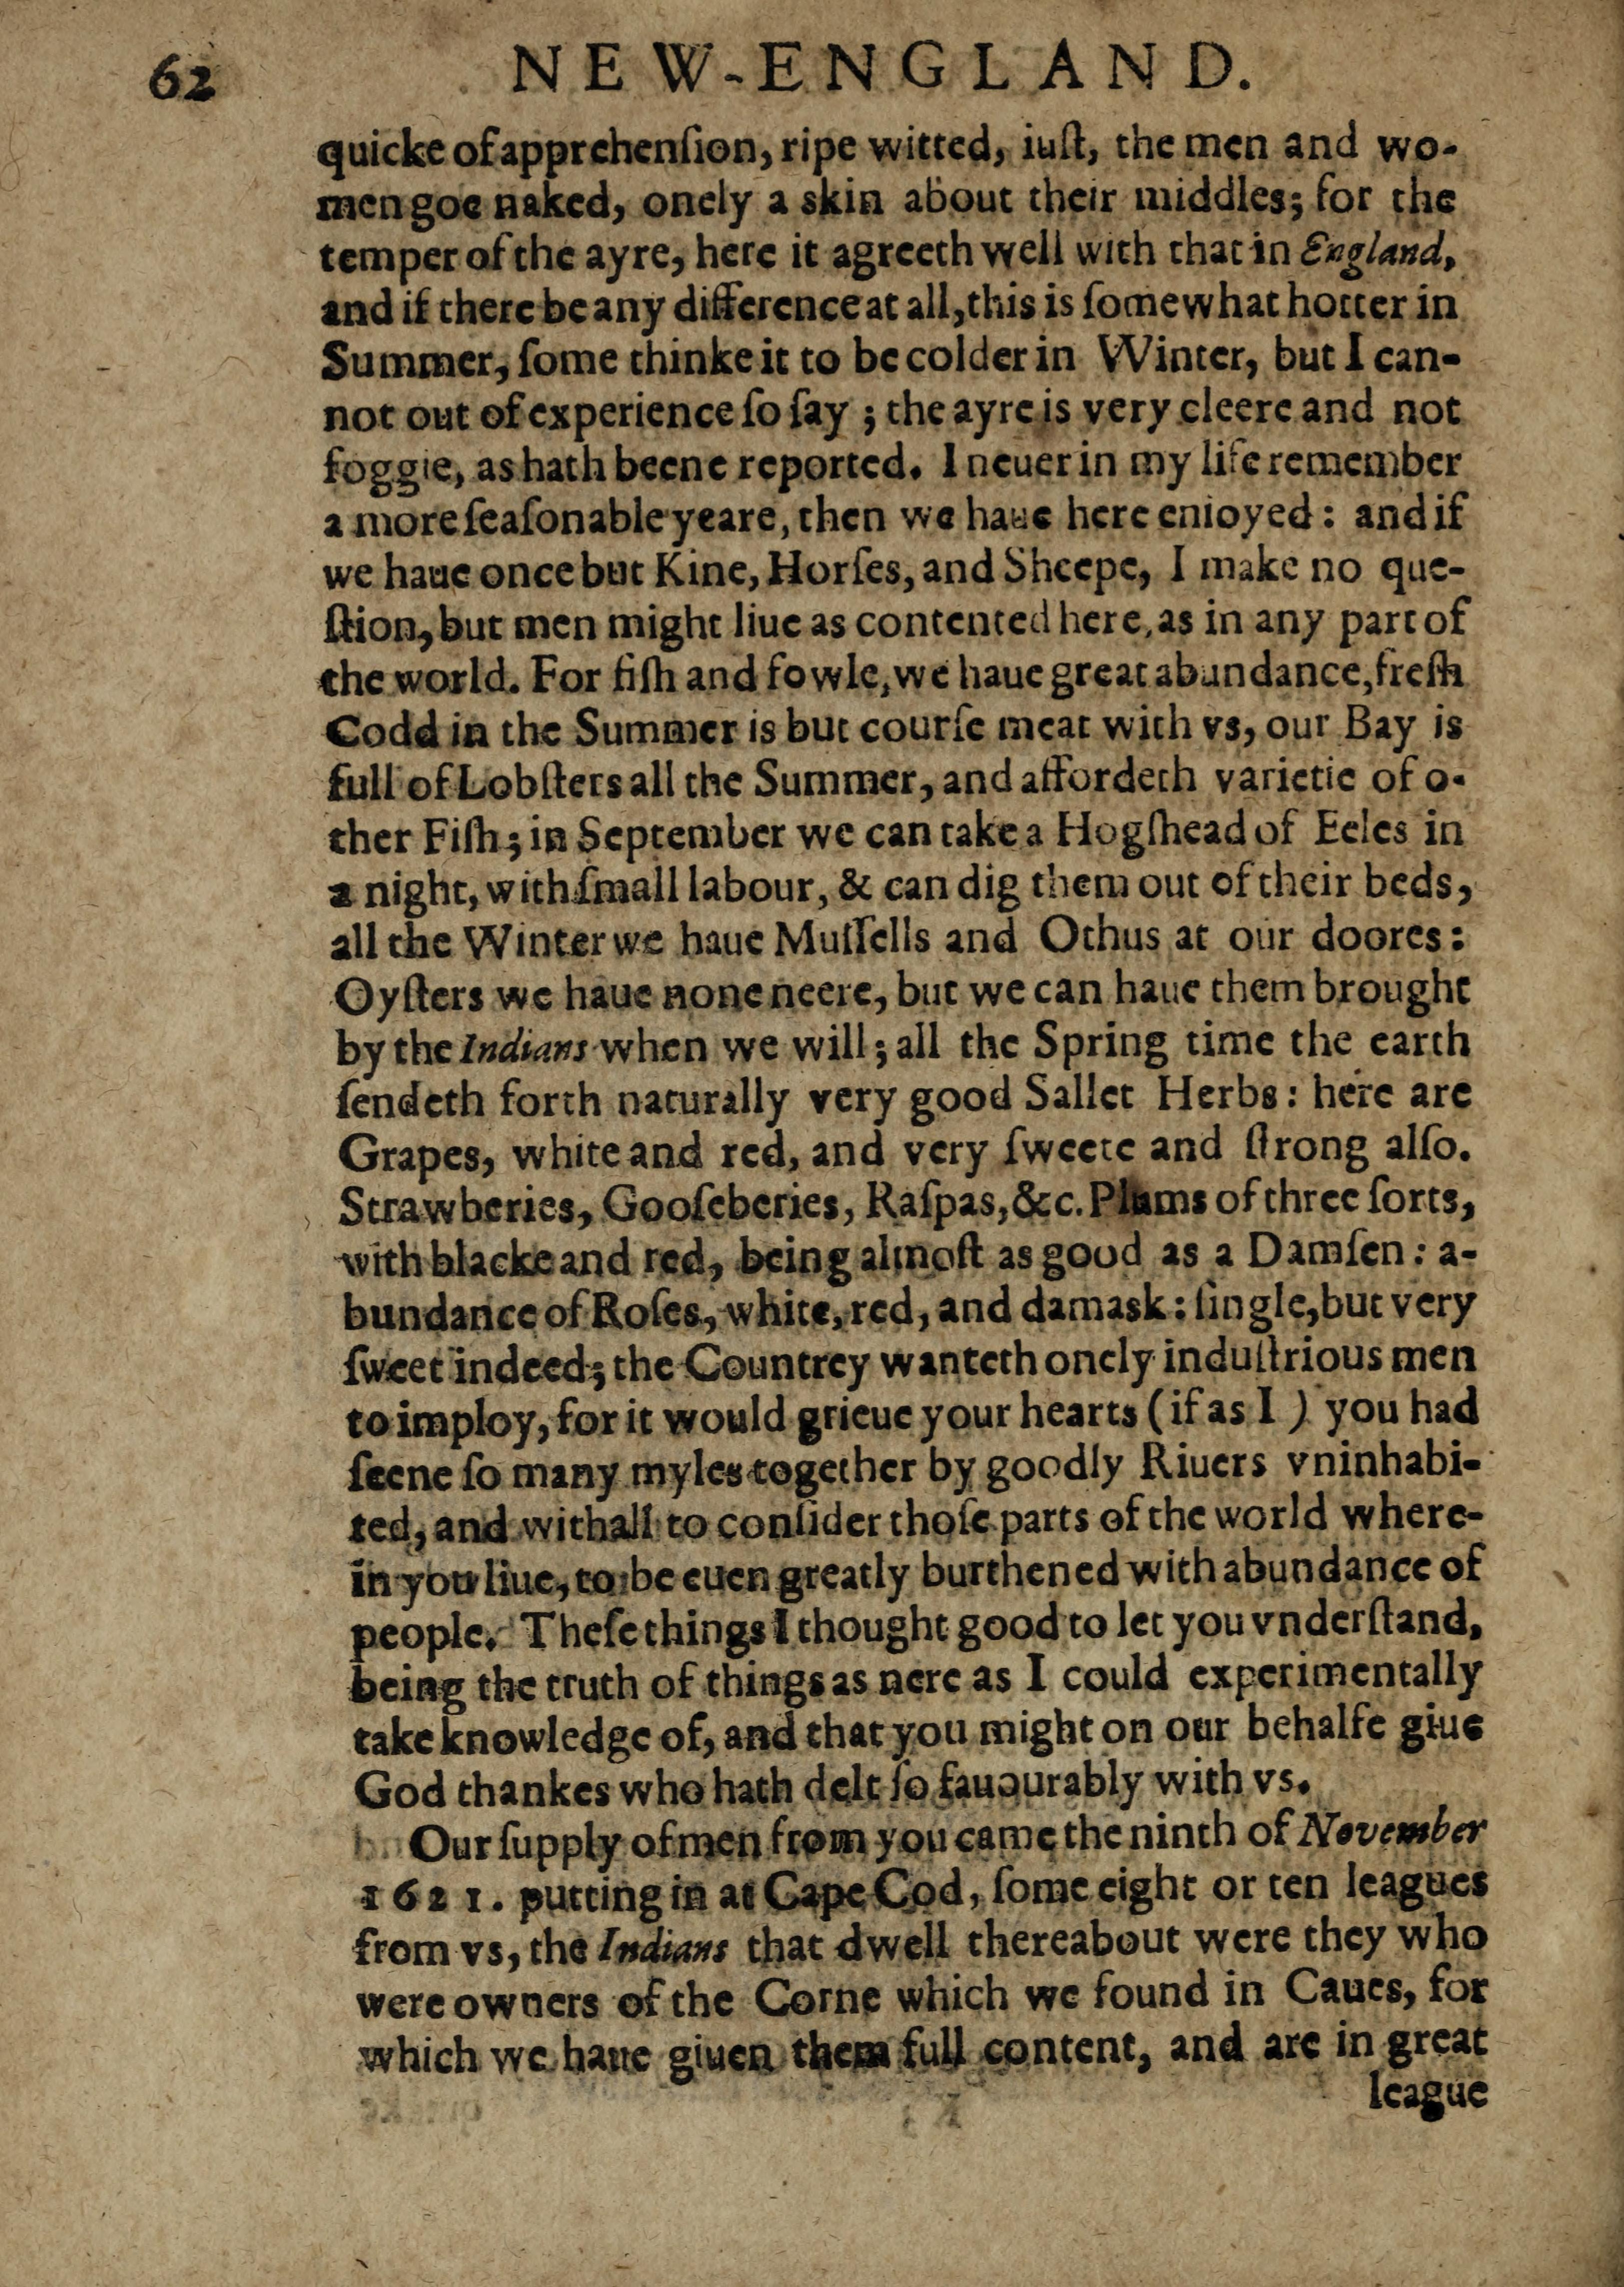 62 NEW-ENGLAND.
quicke of apprehenſion, ripe witted, iuſt, the men and wo-
men goe naked, onely a skin about their middles; for the
temper of the ayre, here it agreeth well with that in England,
and if there be any difference at all, this is ſomewhat hotter in
Summer, ſome thinke it to be colder in Winter, but I can-
not out of experience ſo ſay; the ayre is very cleere and not
foggie, as hath beene reported. I neuer in my life remember
a more ſeaſonable yeare, then we haue here enioyed: and if
we haue once but Kine, Horſes, and Sheepe, I make no que-
ſtion, but men might liue as contented here, as in any part of
the world. For fiſh and fowle, we haue great abundance, freſh
Codd in the Summer is but courſe meat with vs, our Bay is
full of Lobſters all the Summer, and affordeth varietie of o-
ther Fiſh; in September we can take a Hogſhead of Eeles in
a night, with ſmall labour, & can dig them out of their beds,
all the Winter we haue Muſſells and Othus at our doores:
Oyſters we haue none neere, but we can haue them brought
by the Indians when we will; all the Spring time the earth
ſendeth forth naturally very good Sallet Herbs: here are
Grapes, white and red, and very ſweete and ſtrong alſo.
Strawberies, Gooſeberies, Raſpas, &c. Plums of three ſorts,
with blacke and red, being almoſt as good as a Damſen: a-
bundance of Roſes, white, red, and damask: ſingle, but very
ſweet indeed; the Countrey wanteth onely induſtrious men
to imploy, for it would grieue your hearts (if as I) you had
ſeene ſo many myles together by goodly Riuers vninhabi-
ted, and withall to conſider thoſe parts of the world where-
in you liue, to be euen greatly burthened with abundance of
people. Theſe things I thought good to let you vnderſtand,
being the truth of things as nere as I could experimentally
take knowledge of, and that you might on our behalfe giue
God thankes who hath delt ſo fauourably with vs.
Our ſupply of men from you came the ninth of November
1621. putting in at Cape Cod, ſome eight or ten leagues
from vs, the Indians that dwell thereabout were they who
were owners of the Corne which we found in Caues, for
which we haue giuen them full content, and are in great
league